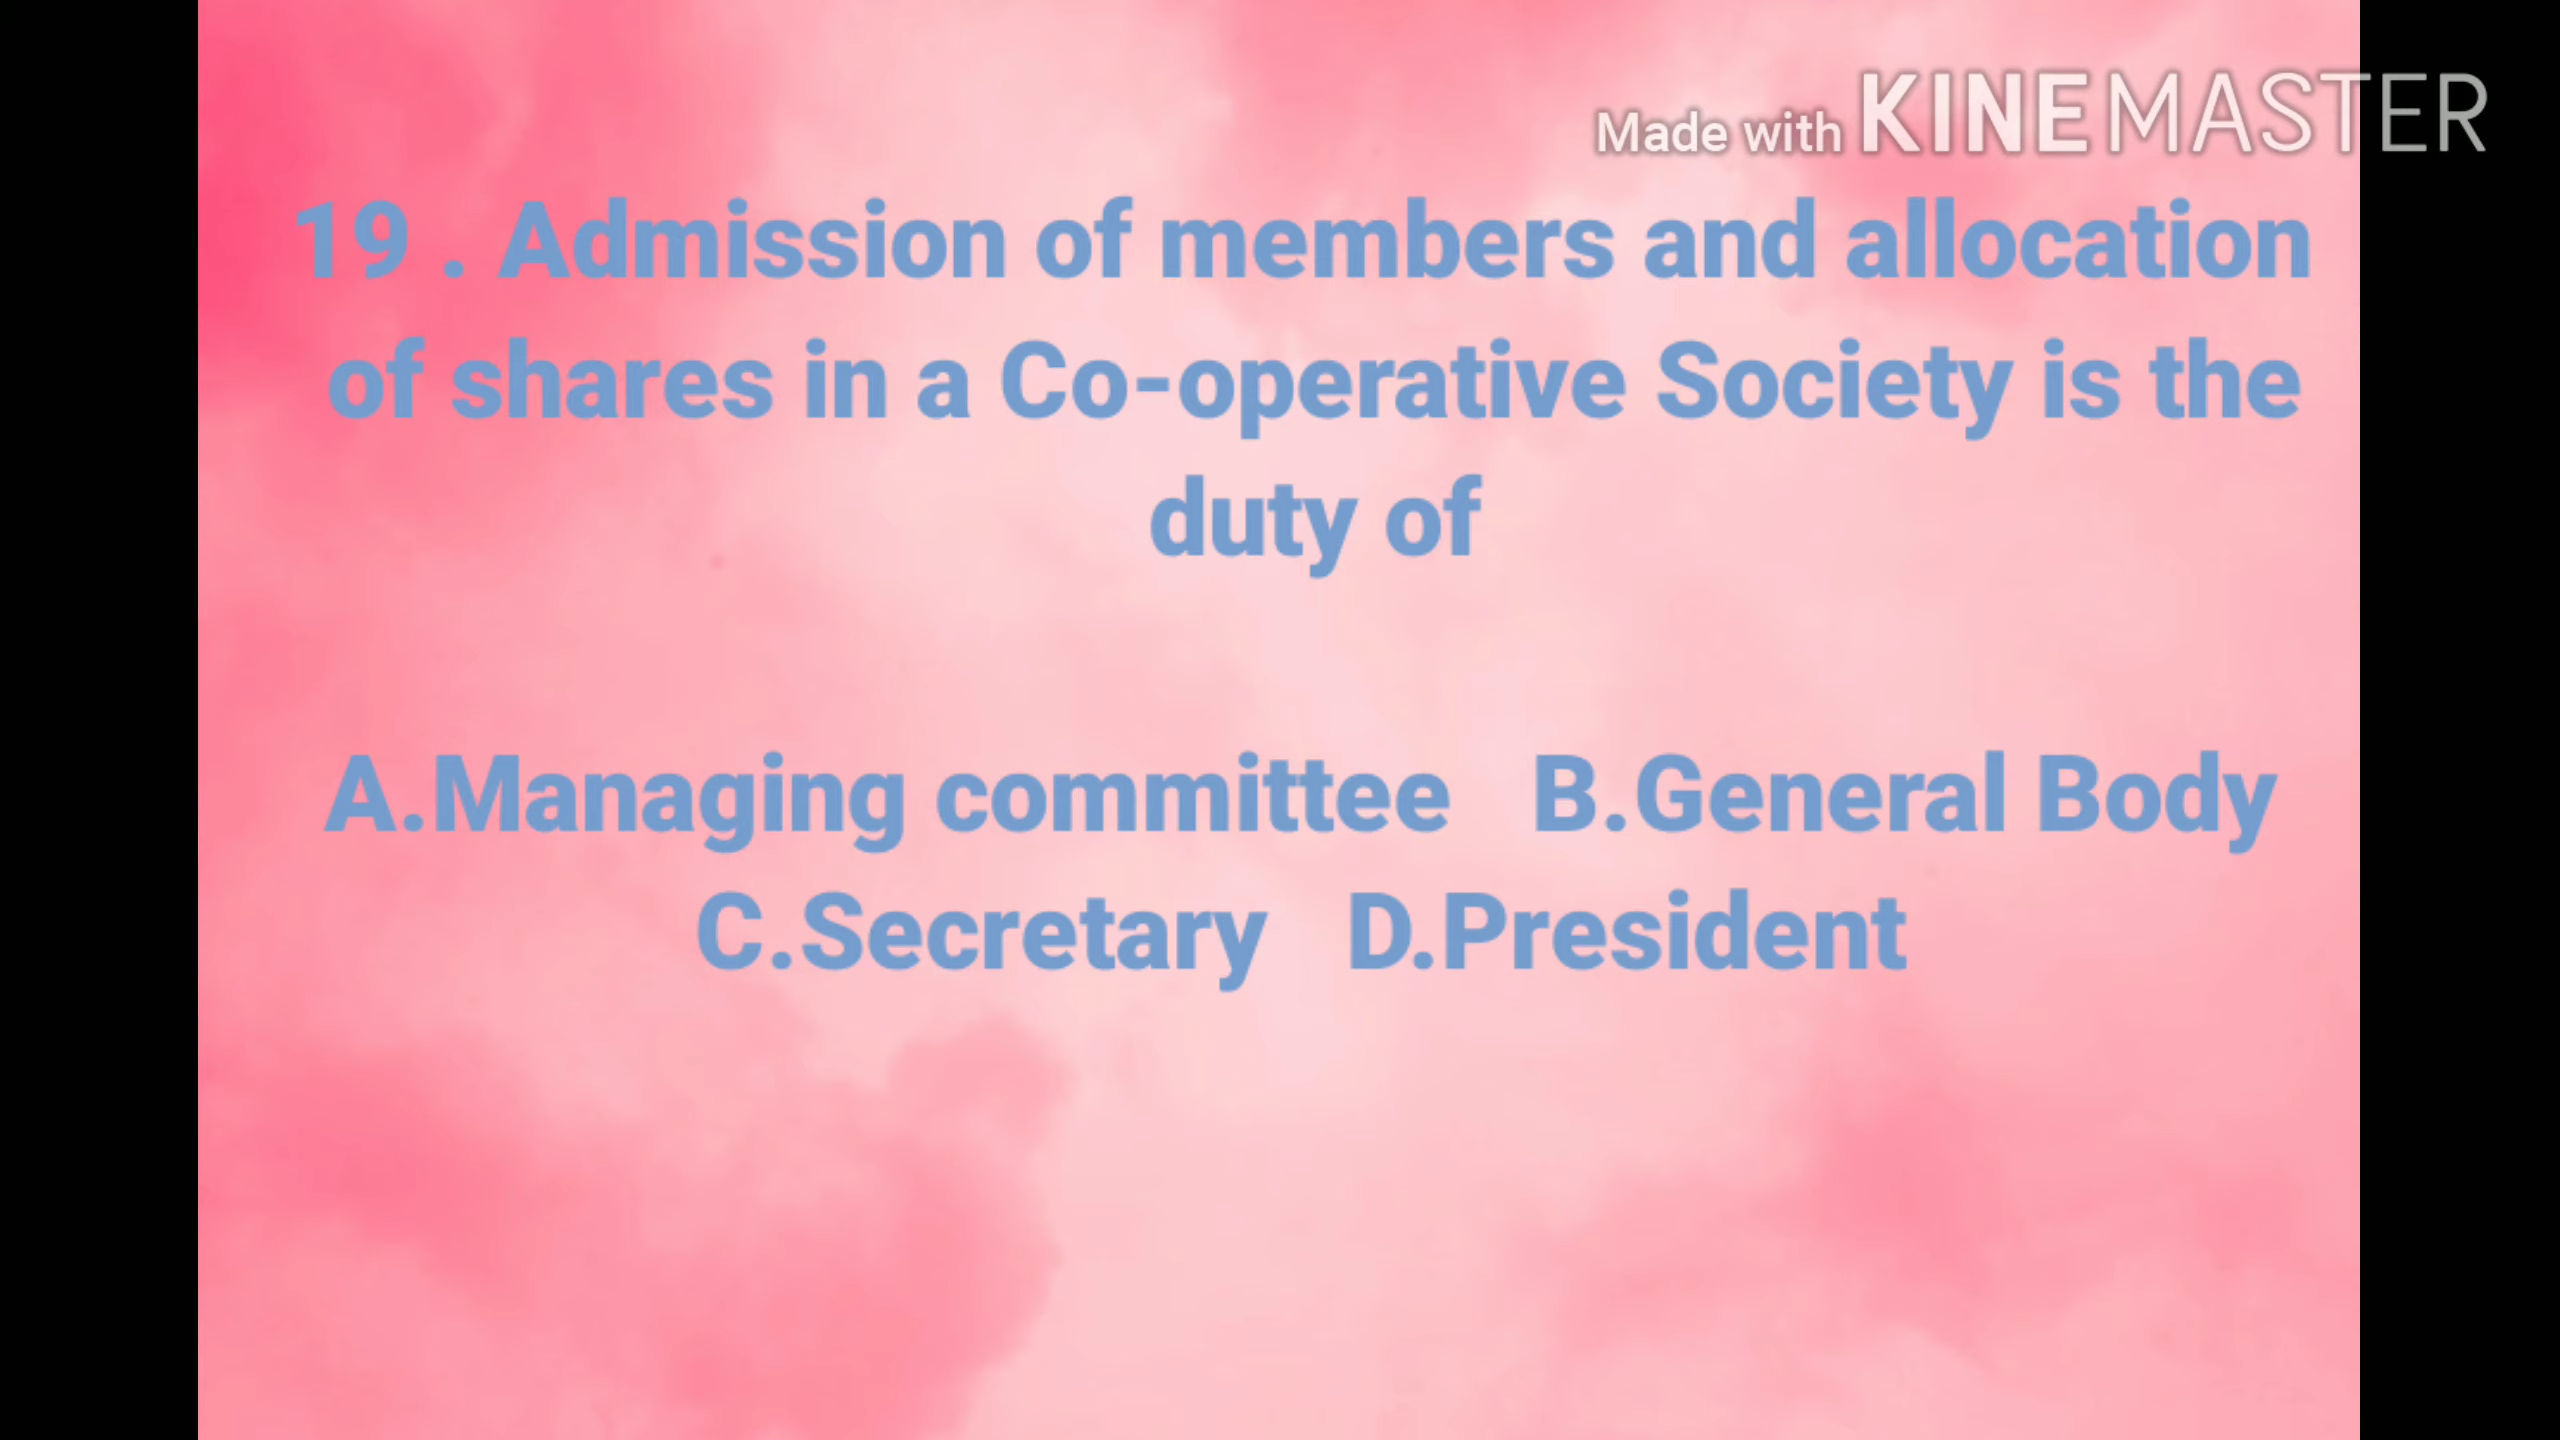 Made with KINEMASTER
19 . Admission of members and allocation
of shares in a Co-operative Society is the
duty of
A.Managing committee B.General Body
C.Secretary D.President